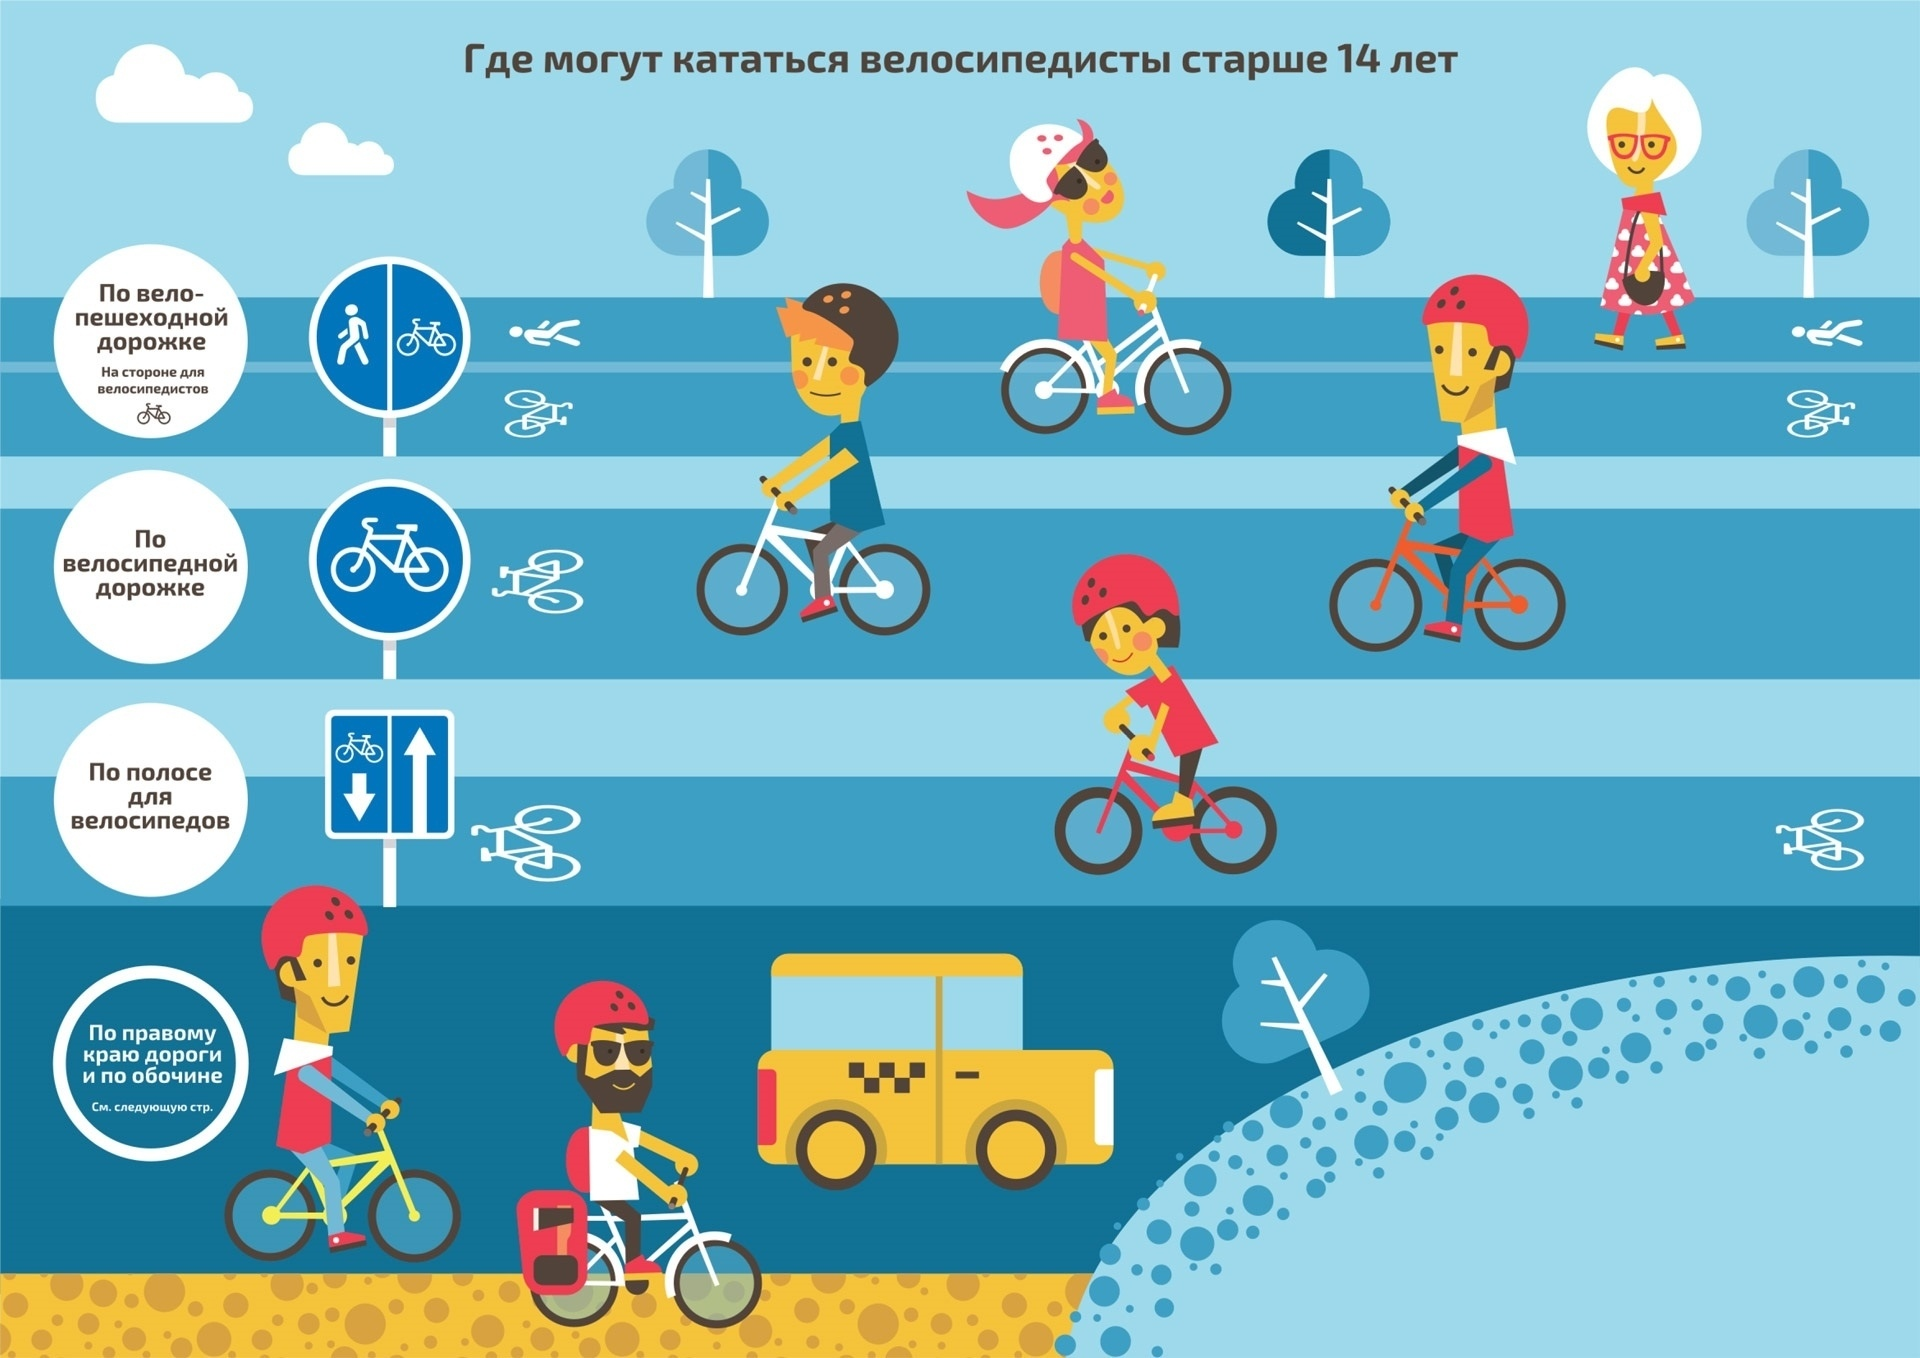 Где могут кататься велосипедисты старше 14 лет
По вело-
пешеходной
дорожке
На стороне для
велосипедистов
По
велосипедной
дорожке
По полосе
для
велосипедов
По правому
краю дороги
и по обочине
См. следующую стр.